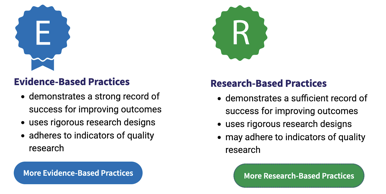 E
Evidence-Based Practices
demonstrates a strong record of
success for improving outcomes
uses rigorous research designs
adheres to indicators of quality
research
More Evidence-Based Practices
R
Research-Based Practices
demonstrates a sufficient record of
success for improving outcomes
uses rigorous research designs
may adhere to indicators of quality
research
More Research-Based Practices